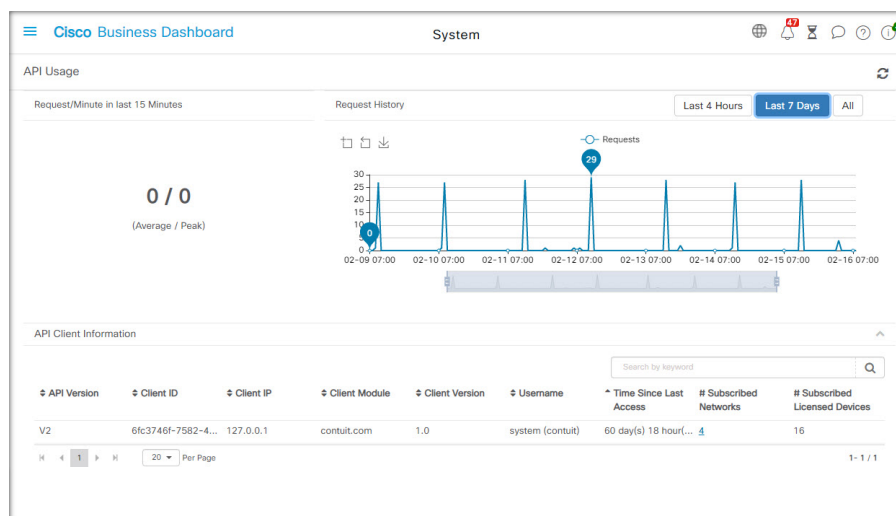 Cisco Business Dashboard
System
47
API Usage
Request/Minute in last 15 Minutes
Request History
Last 4 Hours
Last 7 Days
All
Requests
29
30
25
20
15
10
5
0
0
0 / 0
(Average / Peak)
02-09 07:00 02-10 07:00 02-11 07:00 02-12 07:00 02-13 07:00 02-14 07:00 02-15 07:00 02-16 07:00
API Client Information
Search by keyword
API Version Client ID Client IP Client Module Client Version Username Time Since Last Access # Subscribed Networks # Subscribed Licensed Devices
V2 6fc3746f-7582-4... 127.0.0.1 contuit.com 1.0 system (contuit) 60 day(s) 18 hour(... 4 16
1 20 Per Page 1- 1 / 1